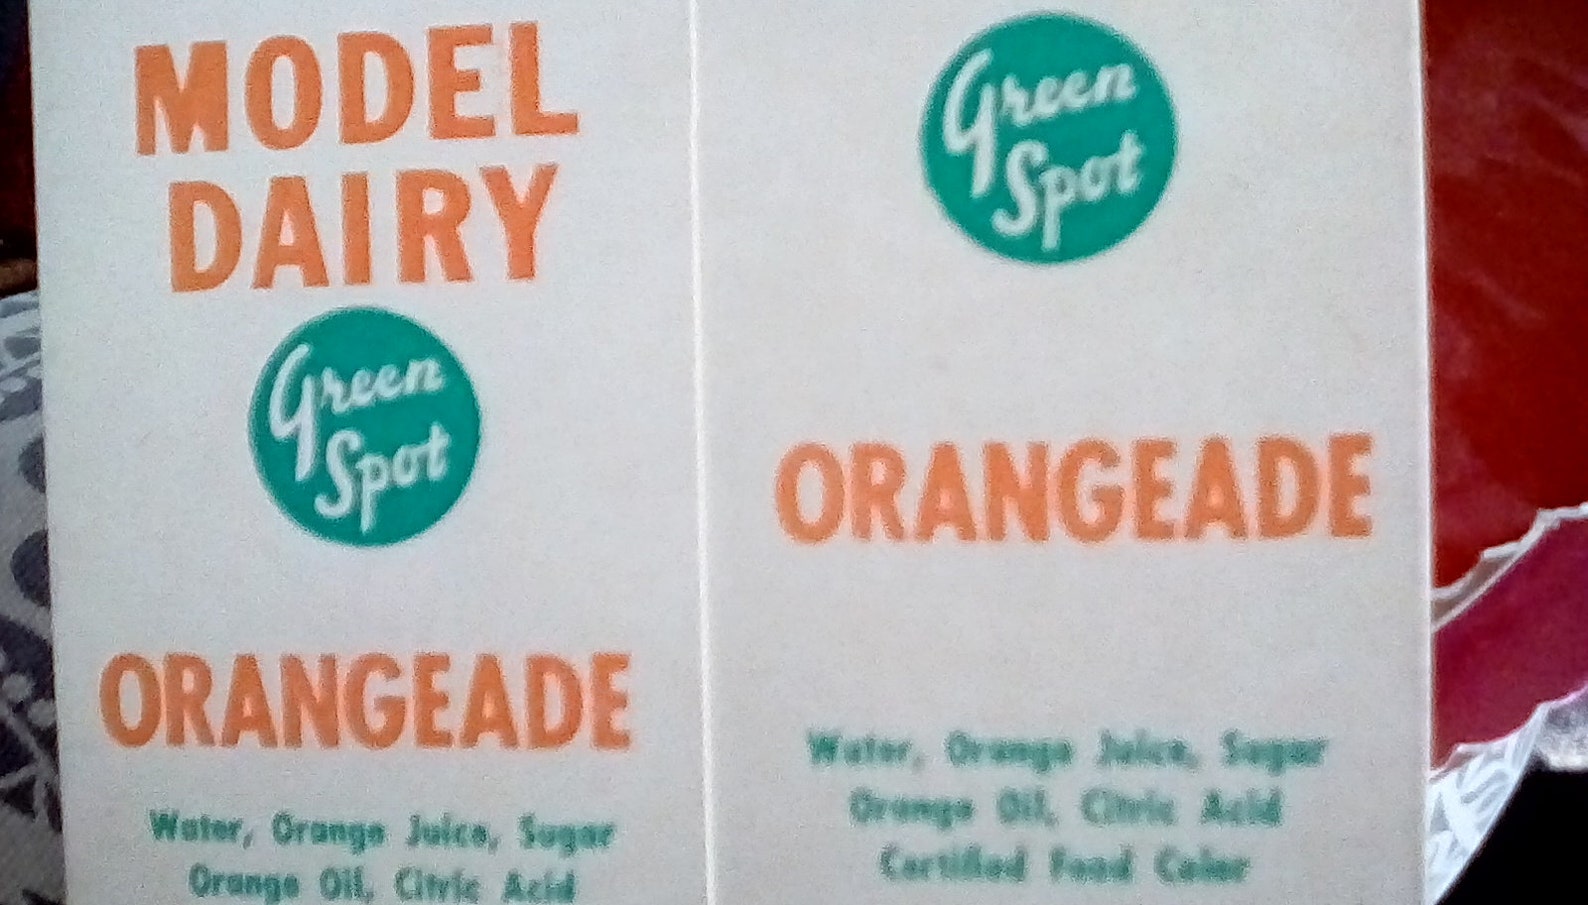 MODEL
DAIRY
Green
Spot
ORANGEADE
Water, Orange Juice, Sugar
Orange Oil, Citric Acid
Green
Spot
ORANGEADE
Water, Orange Juice, Sugar
Orange Oil, Citric Acid
Certified Food Color